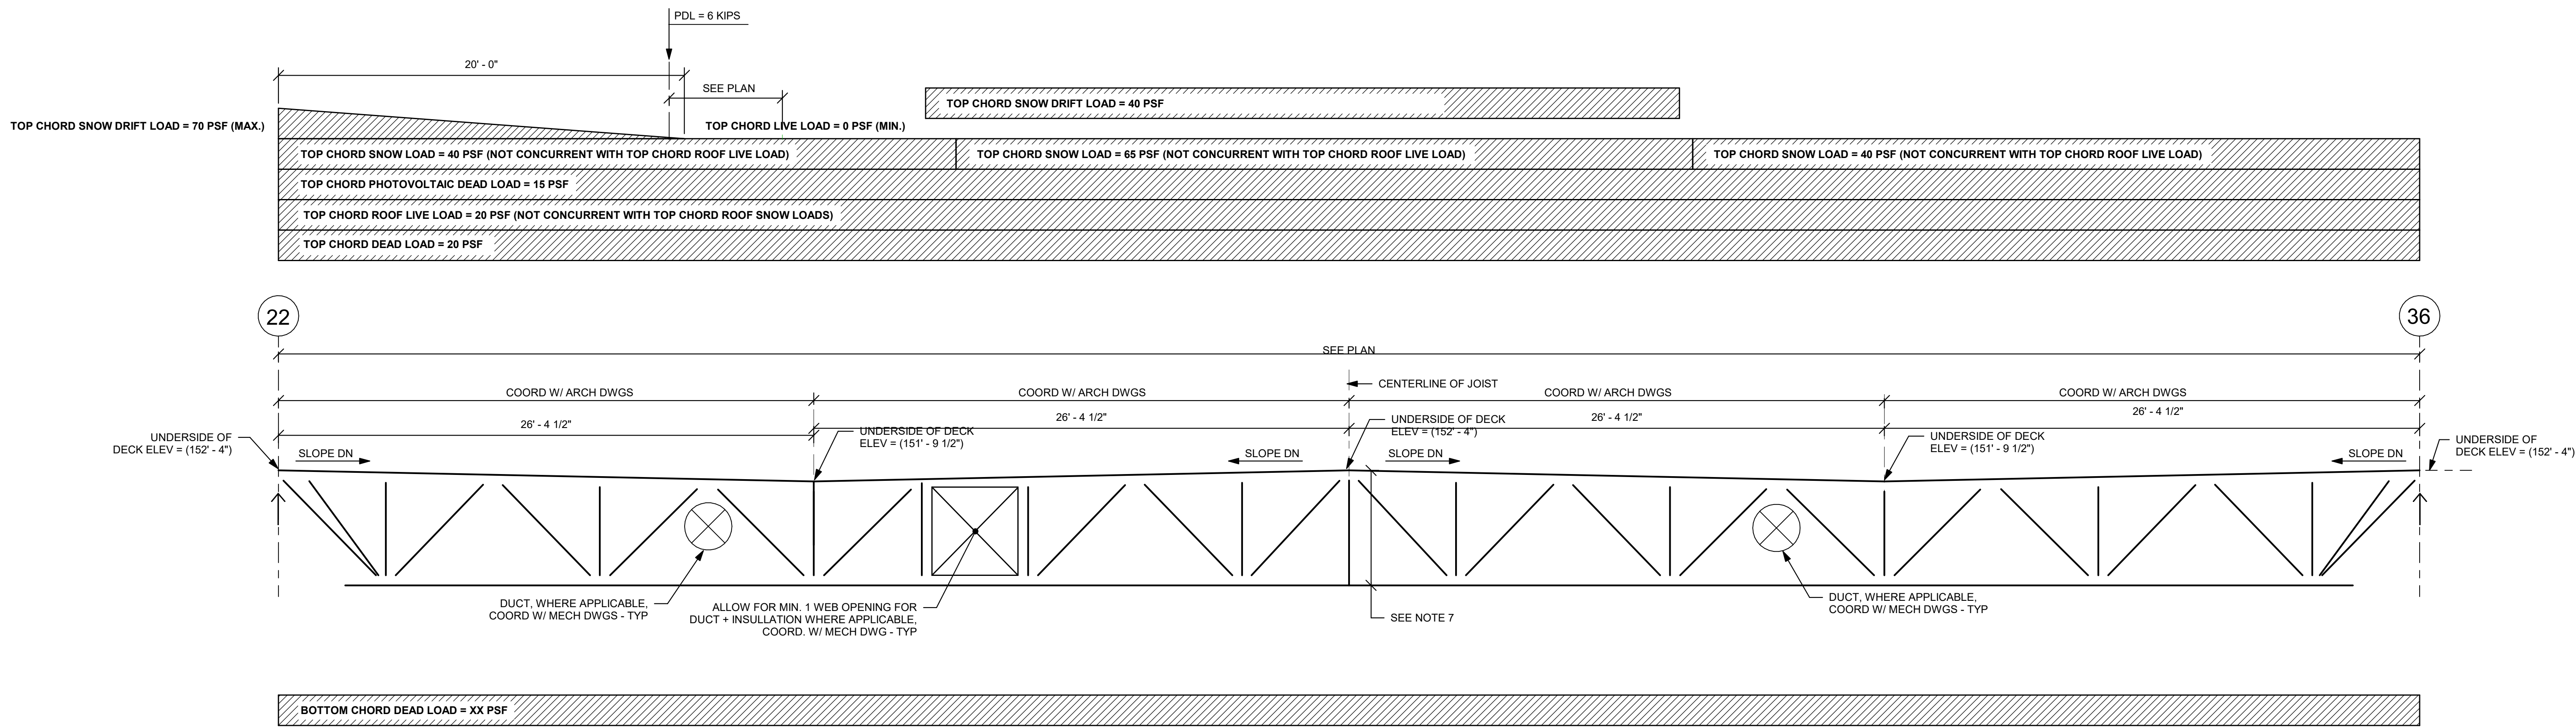 PDL = 6 KIPS
20' - 0"
SEE PLAN
TOP CHORD SNOW DRIFT LOAD = 40 PSF
TOP CHORD SNOW DRIFT LOAD = 70 PSF (MAX.)
TOP CHORD LIVE LOAD = 0 PSF (MIN.)
TOP CHORD SNOW LOAD = 40 PSF (NOT CONCURRENT WITH TOP CHORD ROOF LIVE LOAD)
TOP CHORD SNOW LOAD = 65 PSF (NOT CONCURRENT WITH TOP CHORD ROOF LIVE LOAD)
TOP CHORD SNOW LOAD = 40 PSF (NOT CONCURRENT WITH TOP CHORD ROOF LIVE LOAD)
TOP CHORD PHOTOVOLTAIC DEAD LOAD = 15 PSF
TOP CHORD ROOF LIVE LOAD = 20 PSF (NOT CONCURRENT WITH TOP CHORD ROOF SNOW LOADS)
TOP CHORD DEAD LOAD = 20 PSF
22
36
SEE PLAN
CENTERLINE OF JOIST
COORD W/ ARCH DWGS
COORD W/ ARCH DWGS
COORD W/ ARCH DWGS
COORD W/ ARCH DWGS
26' - 4 1/2"
26' - 4 1/2"
26' - 4 1/2"
26' - 4 1/2"
UNDERSIDE OF
DECK ELEV = (152' - 4")
UNDERSIDE OF DECK
ELEV = (151' - 9 1/2")
UNDERSIDE OF DECK
ELEV = (152' - 4")
UNDERSIDE OF DECK
ELEV = (151' - 9 1/2")
UNDERSIDE OF
DECK ELEV = (152' - 4")
SLOPE DN
SLOPE DN
SLOPE DN
SLOPE DN
DUCT, WHERE APPLICABLE,
COORD W/ MECH DWGS - TYP
ALLOW FOR MIN. 1 WEB OPENING FOR
DUCT + INSULLATION WHERE APPLICABLE,
COORD. W/ MECH DWG - TYP
SEE NOTE 7
DUCT, WHERE APPLICABLE,
COORD W/ MECH DWGS - TYP
BOTTOM CHORD DEAD LOAD = XX PSF